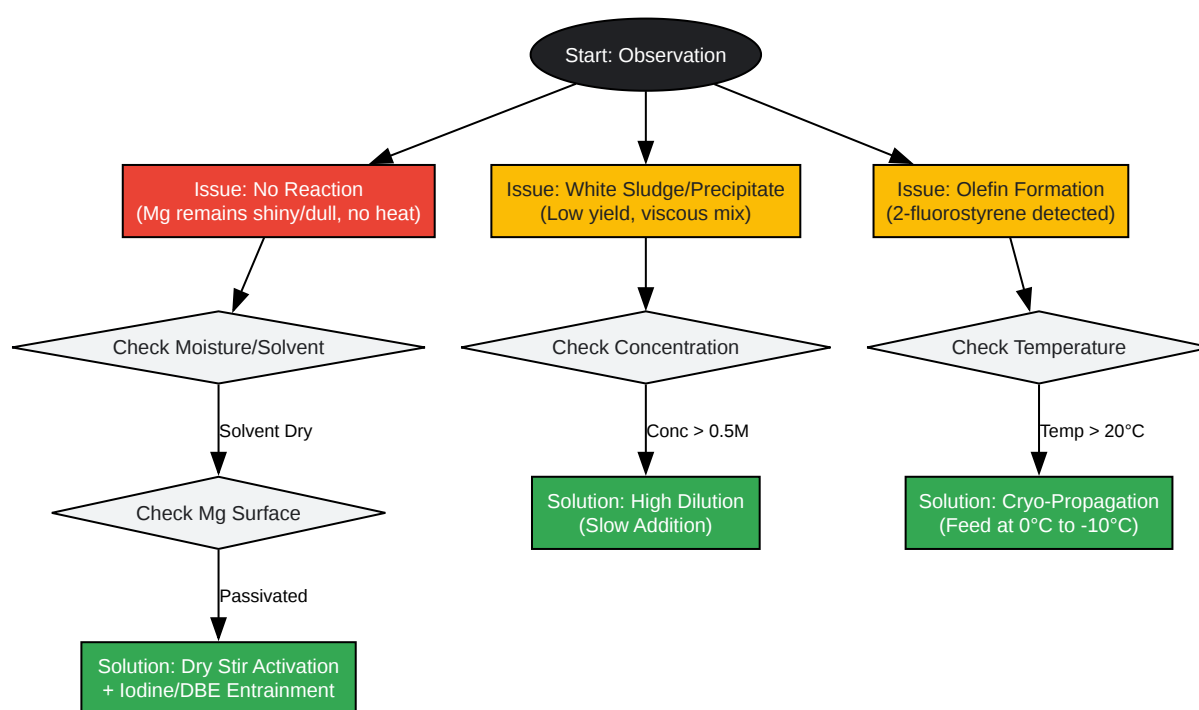 Start: Observation
Issue: No Reaction
(Mg remains shiny/dull, no heat)
Issue: White Sludge/Precipitate
(Low yield, viscous mix)
Issue: Olefin Formation
(2-fluorostyrene detected)
Check Moisture/Solvent
Check Concentration
Check Temperature
Solvent Dry
Conc > 0.5M
Temp > 20°C
Check Mg Surface
Solution: High Dilution
(Slow Addition)
Solution: Cryo-Propagation
(Feed at 0°C to -10°C)
Passivated
Solution: Dry Stir Activation
+ Iodine/DBE Entrainment